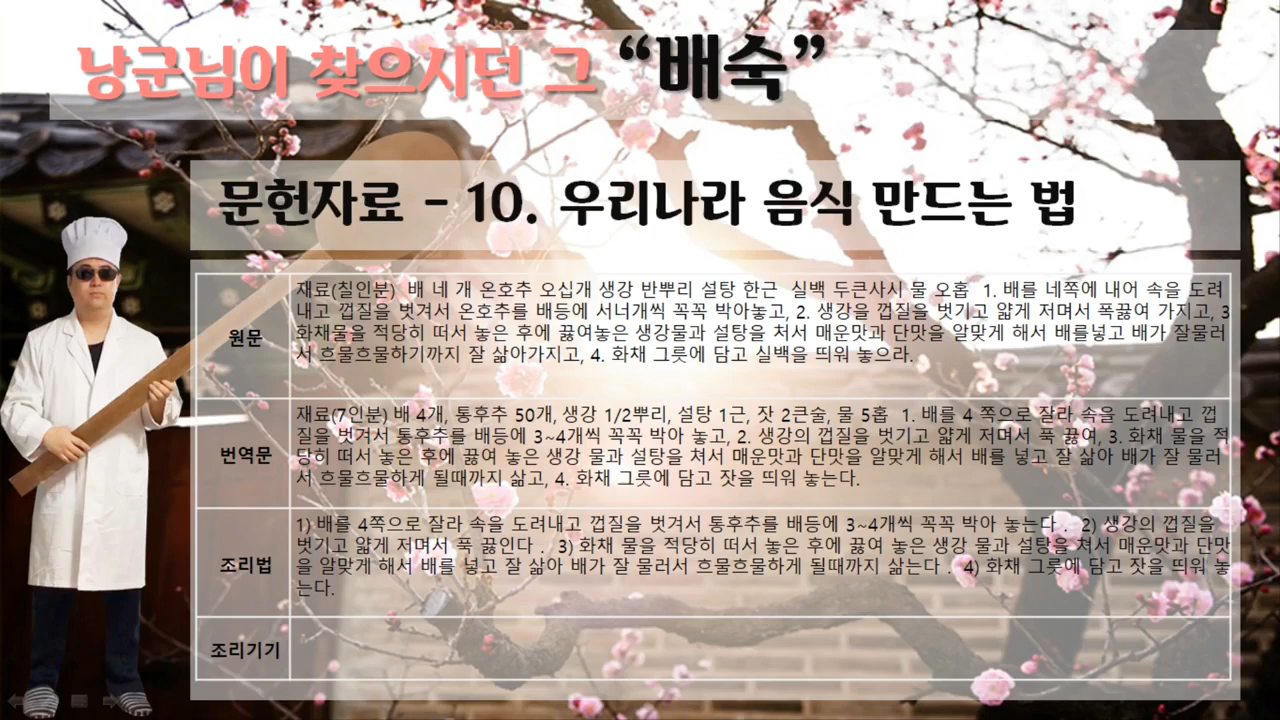 낭군님이 찾으시던 그 “배숙”
문헌자료 - 10. 우리나라 음식 만드는 법
원문
재료(칠인분) 배 네 개 온호추 오십개 생강 반뿌리 설탕 한근 실백 두큰사시 물 오홉 1. 배를 네쪽에 내어 속을 도려
내고 껍질을 벗겨서 온호추를 배등에 서너개씩 꼭꼭 박아놓고, 2. 생강을 껍질을 벗기고 얇게 저며서 폭끓여 가지고, 3
화채물을 적당히 떠서 놓은 후에 끓여놓은 생강물과 설탕을 처서 매운맛과 단맛을 알맞게 해서 배를넣고 배가 잘물러
서 흐물흐물하기까지 잘 삶아가지고, 4. 화채 그릇에 담고 실백을 띄워 놓으라.
번역문
재료(7인분) 배 4개, 통후추 50개, 생강 1/2뿌리, 설탕 1근, 잣 2큰술, 물 5홉 1. 배를 4 쪽으로 잘라 속을 도려내고 껍
질을 벗겨서 통후추를 배등에 3~4개씩 꼭꼭 박아 놓고, 2. 생강의 껍질을 벗기고 얇게 저며서 푹 끓여, 3. 화채 물을 적
당히 떠서 놓은 후에 끓여 놓은 생강 물과 설탕을 쳐서 매운맛과 단맛을 알맞게 해서 배를 넣고 잘 삶아 배가 잘 물러
서 흐물흐물하게 될때까지 삶고, 4. 화채 그릇에 담고 잣을 띄워 놓는다.
조리법
1) 배를 4쪽으로 잘라 속을 도려내고 껍질을 벗겨서 통후추를 배등에 3~4개씩 꼭꼭 박아 놓는다 . 2) 생강의 껍질을
벗기고 얇게 저며서 푹 끓인다 . 3) 화채 물을 적당히 떠서 놓은 후에 끓여 놓은 생강 물과 설탕을 쳐서 매운맛과 단맛
을 알맞게 해서 배를 넣고 잘 삶아 배가 잘 물러서 흐물흐물하게 될때까지 삶는다 . 4) 화채 그릇에 담고 잣을 띄워 놓
는다.
조리기기